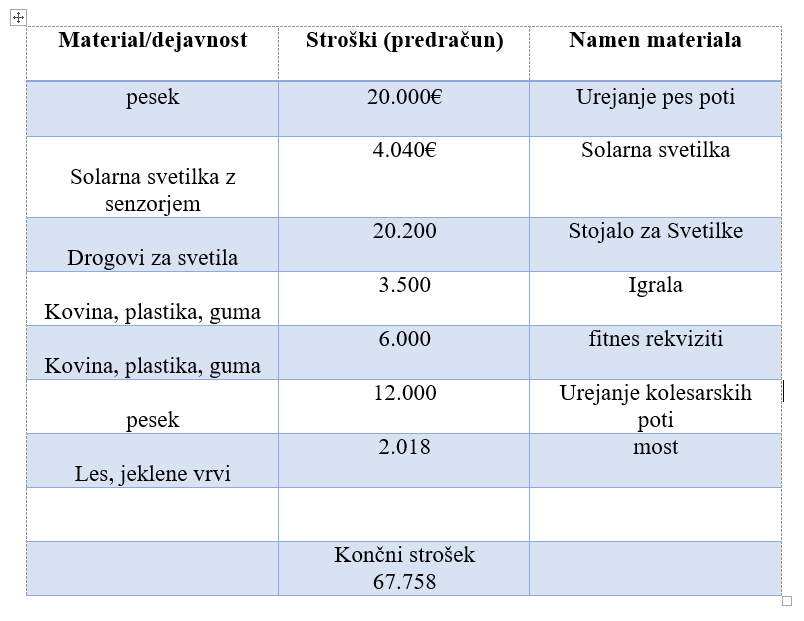 Material/dejavnost Stroški (predračun) Namen materiala
pesek 20.000€ Urejanje pes poti
Solarna svetilka z
senzorjem 4.040€ Solarna svetilka
Drogovi za svetila 20.200 Stojalo za Svetilke
Kovina, plastika, guma 3.500 Igrala
Kovina, plastika, guma 6.000 fitnes rekviziti
pesek 12.000 Urejanje kolesarskih
poti
Les, jeklene vrvi 2.018 most
Končni strošek
67.758